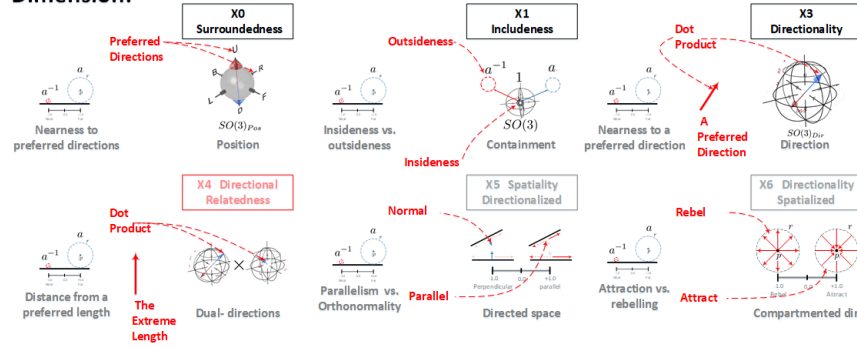 Dimension:
X0
Surroundedness
X1
Includeness
X3
Directionality
Preferred
Directions
a
a⁻¹
r
U
B
R
L
F
D
SO(3)Pos
Nearness to
preferred directions
Position
Outsideness
a
a⁻¹
r
a⁻¹
1
a
SO(3)
Insideness vs.
outsideness
Insideness
Containment
Dot
Product
a
a⁻¹
r
A
Preferred
Direction
SO(3)Dir
Nearness to a
preferred direction
Direction
X4 Directional
Relatedness
X5 Spatiality
Directionalized
X6 Directionality
Spatialized
Dot
Product
a
a⁻¹
r
×
Distance from a
preferred length
The
Extreme
Length
Dual- directions
Normal
a
a⁻¹
r
Parallelism vs.
Orthonormality
Parallel
Perpendicular
0.0
+1.0
parallel
Directed space
Rebel
a
a⁻¹
r
r
p
r
p
Attraction vs.
rebelling
Attract
-1.0
0.0
+1.0
Rebel
Attract
Compartmented dir